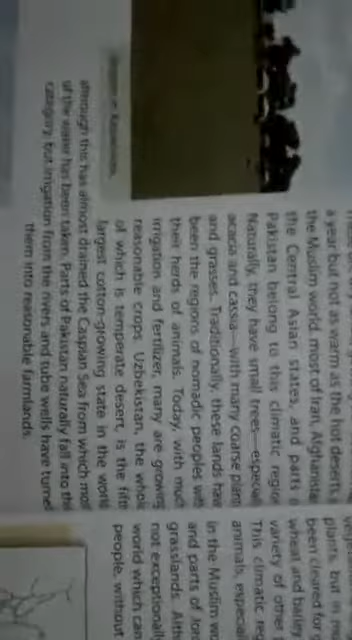 a year but not as warm as the hot deserts,
the Muslim world, most of Iran, Afghanistan
the Central Asian states, and parts o
Pakistan belong to this climatic region
Naturally, they have small trees—especial
acacia and cassia—with many coarse plant
and grasses. Traditionally, these lands have
been the regions of nomadic peoples with
their herds of animals. Today, with much
irrigation and fertilizer, many are growing
reasonable crops. Uzbekistan, the whole
of which is temperate desert, is the fifth
largest cotton-growing state in the world
although this has almost drained the Caspian Sea from which most
of the water has been taken. Parts of Pakistan naturally fall into this
category, but irrigation from the rivers and tube wells have turned
them into reasonable farmlands.
plants, but in mo
been cleared for
wheat and barley
variety of other
This climatic re
animals, especial
in the Muslim wo
and parts of Jord
grasslands. Alth
not exceptionally
world which can
people, without